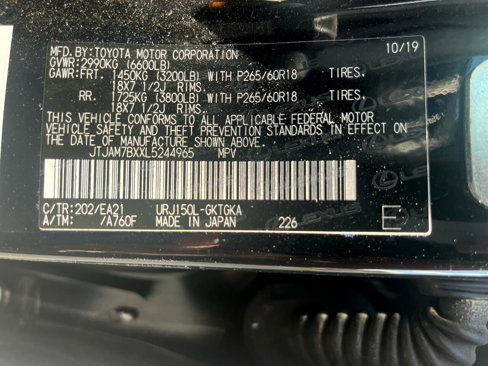 MFD.BY:TOYOTA MOTOR CORPORATION 10/19
GVWR:2990KG (6600LB)
GAWR:FRT. 1450KG (3200LB) WITH P265/60R18 TIRES,
18X7 1/2J RIMS.
RR. 1725KG (3800LB) WITH P265/60R18 TIRES,
18X7 1/2J RIMS.
THIS VEHICLE CONFORMS TO ALL APPLICABLE FEDERAL MOTOR
VEHICLE SAFETY AND THEFT PREVENTION STANDARDS IN EFFECT ON
THE DATE OF MANUFACTURE SHOWN ABOVE.
JTJAM7BXXL5244965 MPV
C/TR:202/EA21 URJ150L-GKTGKA
A/TM: /A760F MADE IN JAPAN 226 E
LEXUS